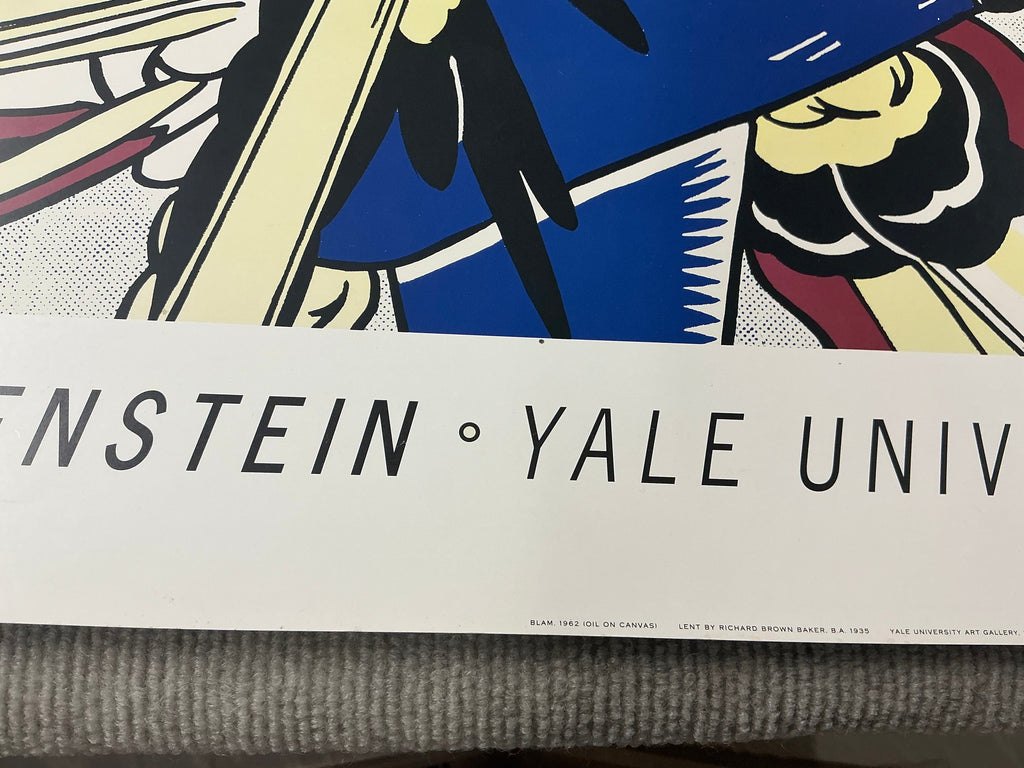 ENSTEIN ∘ YALE UNIV
BLAM, 1962 (OIL ON CANVAS) LENT BY RICHARD BROWN BAKER, B.A. 1935 YALE UNIVERSITY ART GALLERY,